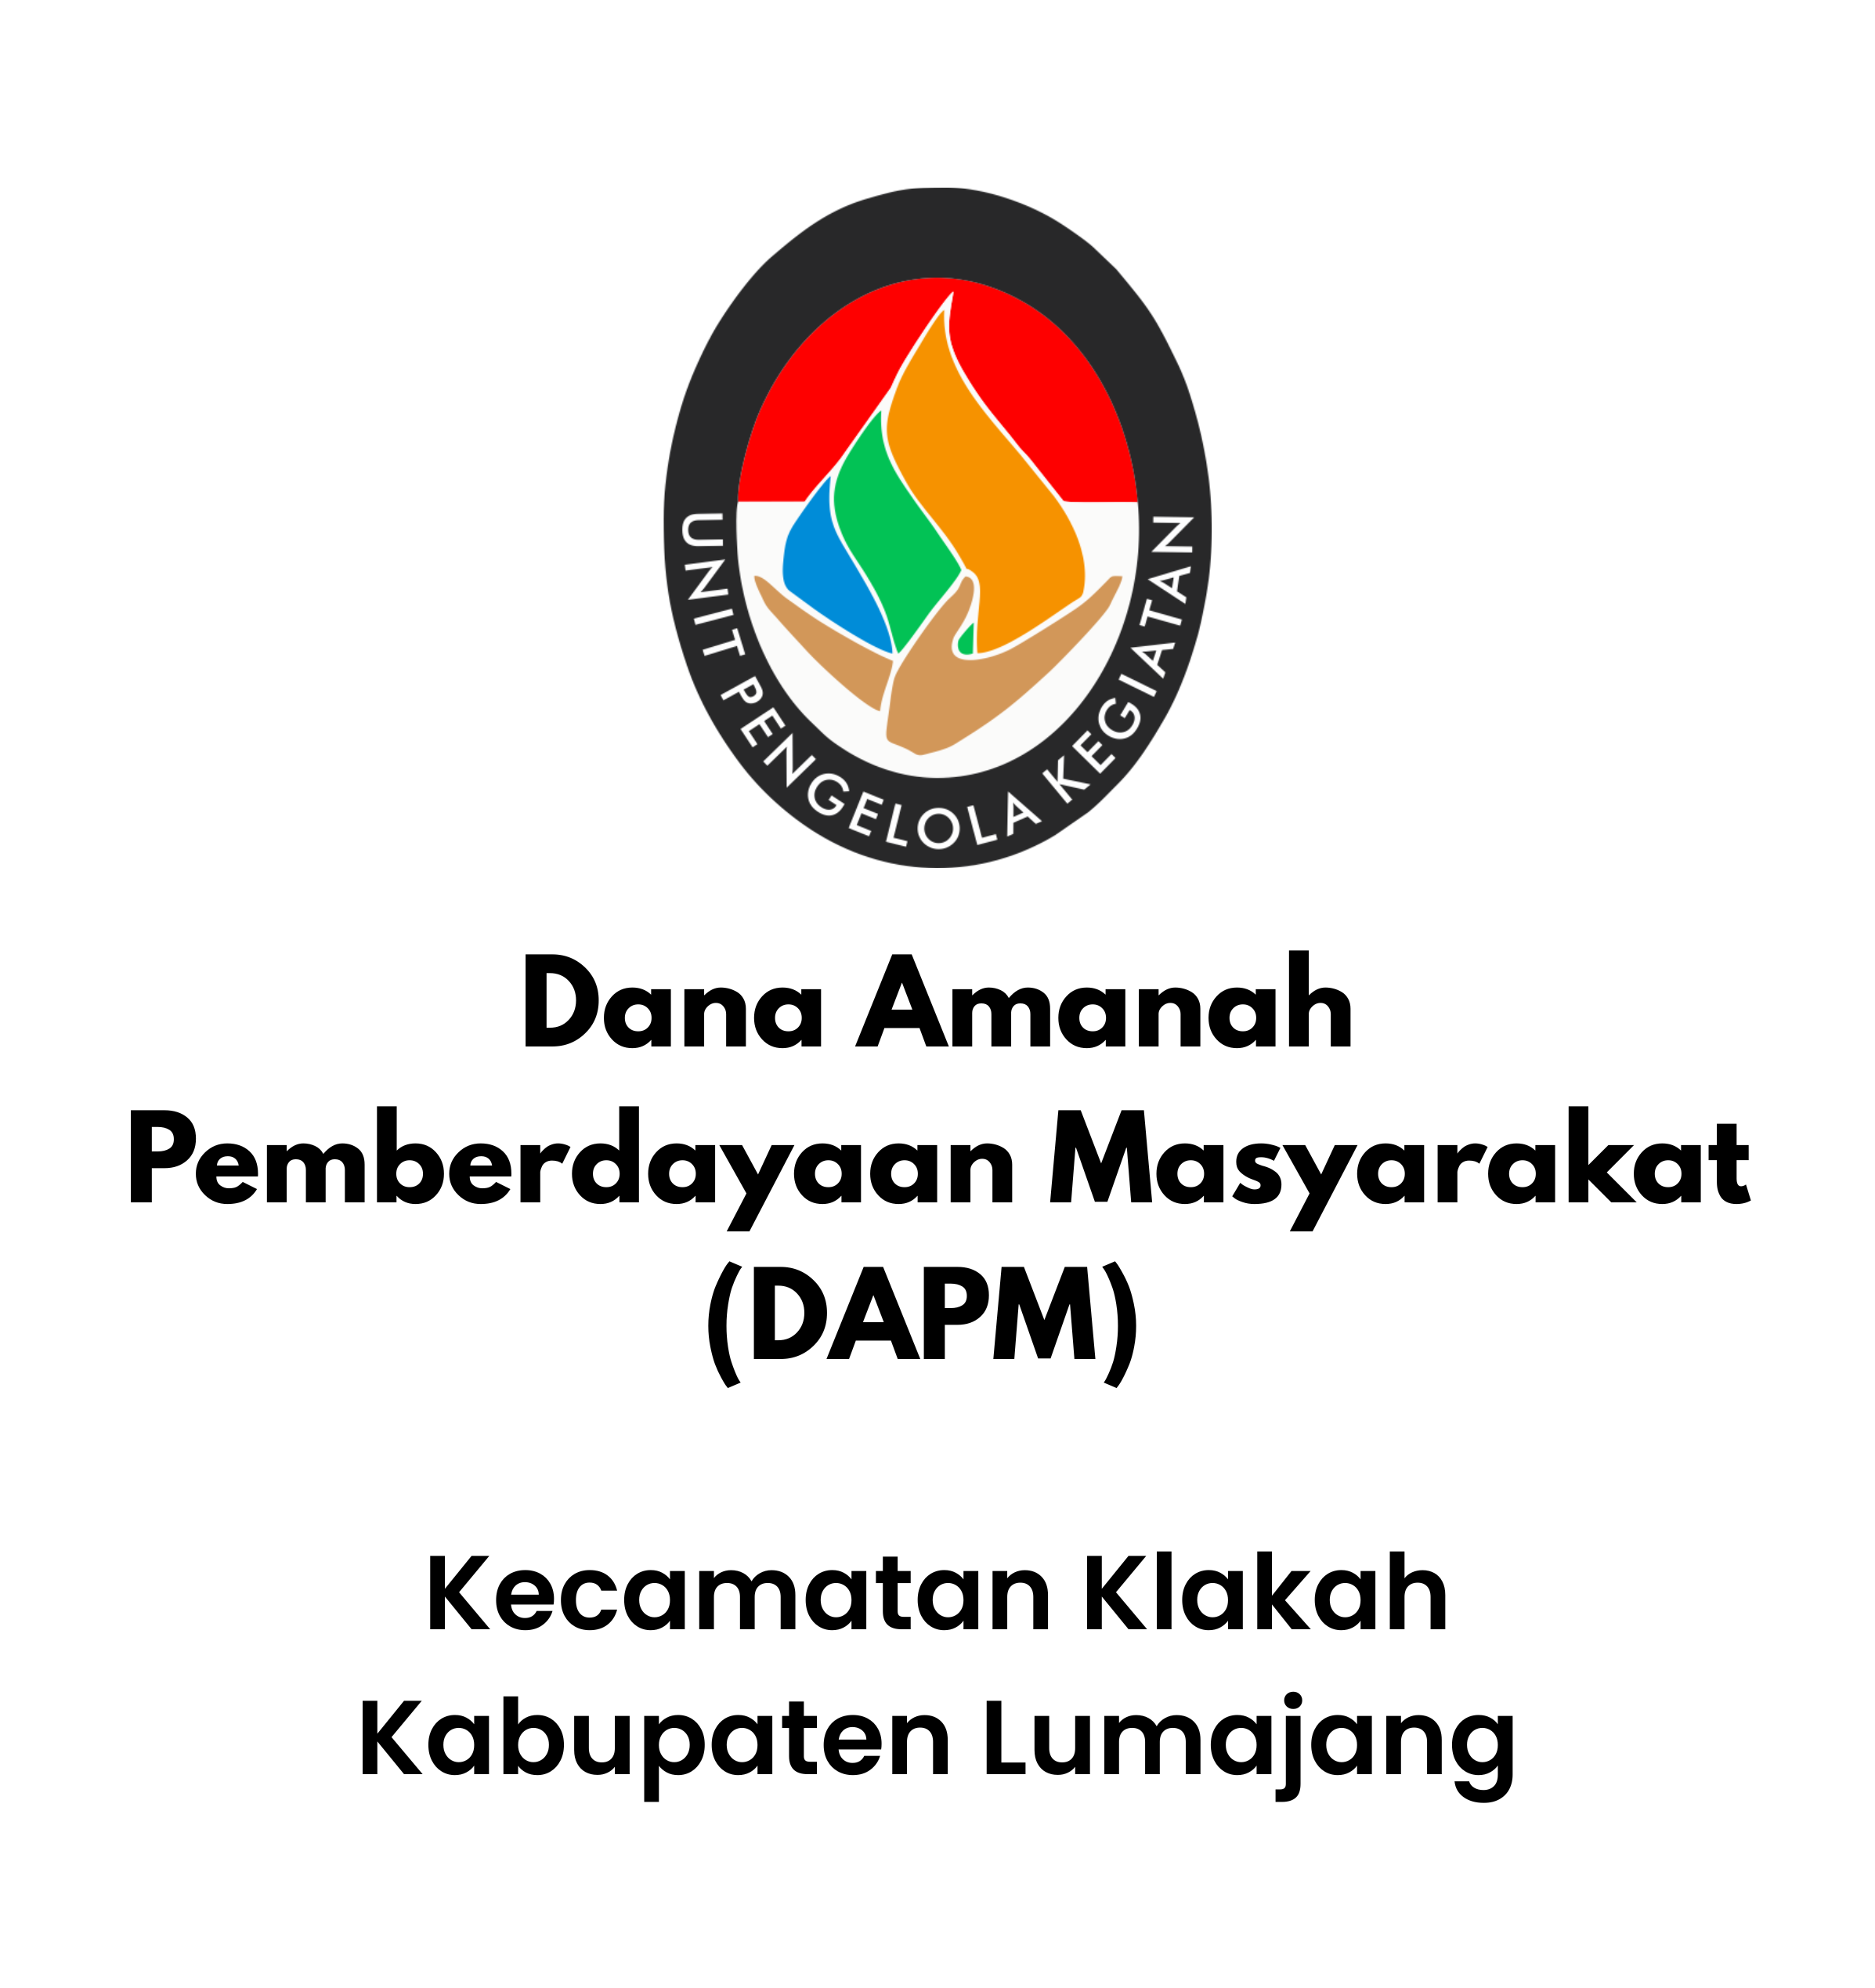 UNIT PENGELOLA KEGIATAN
Dana Amanah
Pemberdayaan Masyarakat
(DAPM)
Kecamatan Klakah
Kabupaten Lumajang